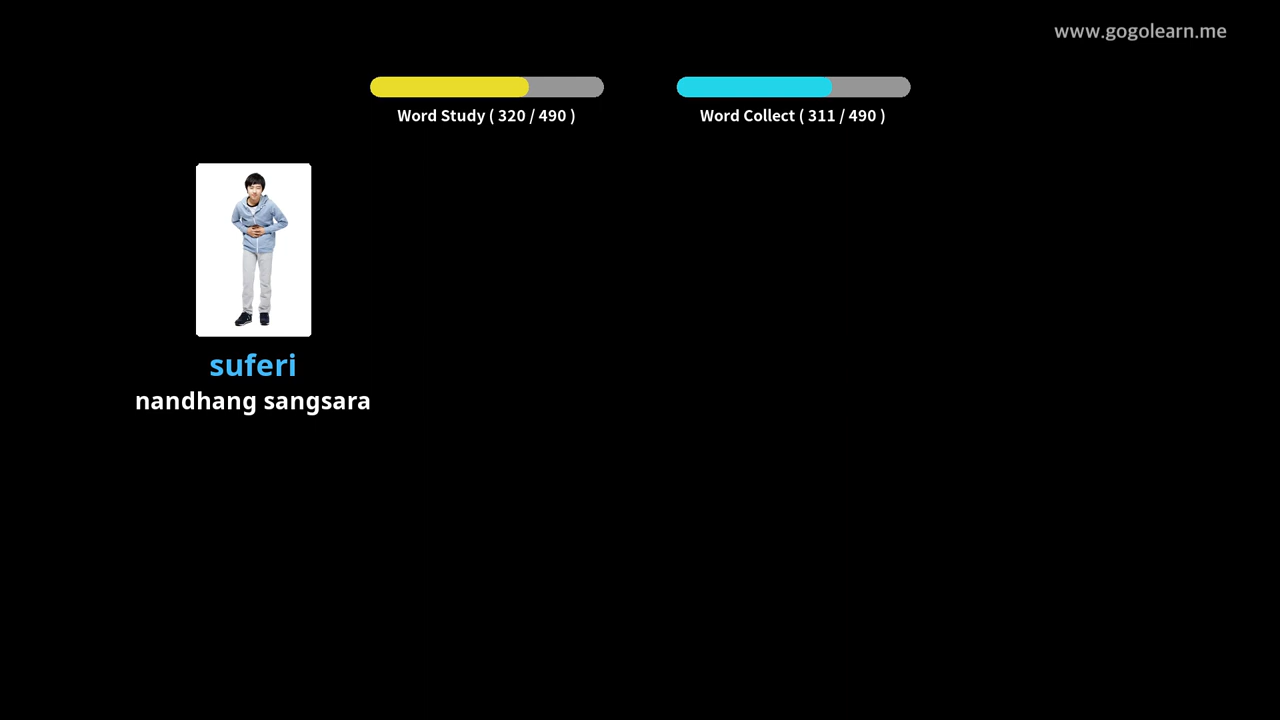 www.gogolearn.me
Word Study ( 320 / 490 )
Word Collect ( 311 / 490 )
suferi
nandhang sangsara